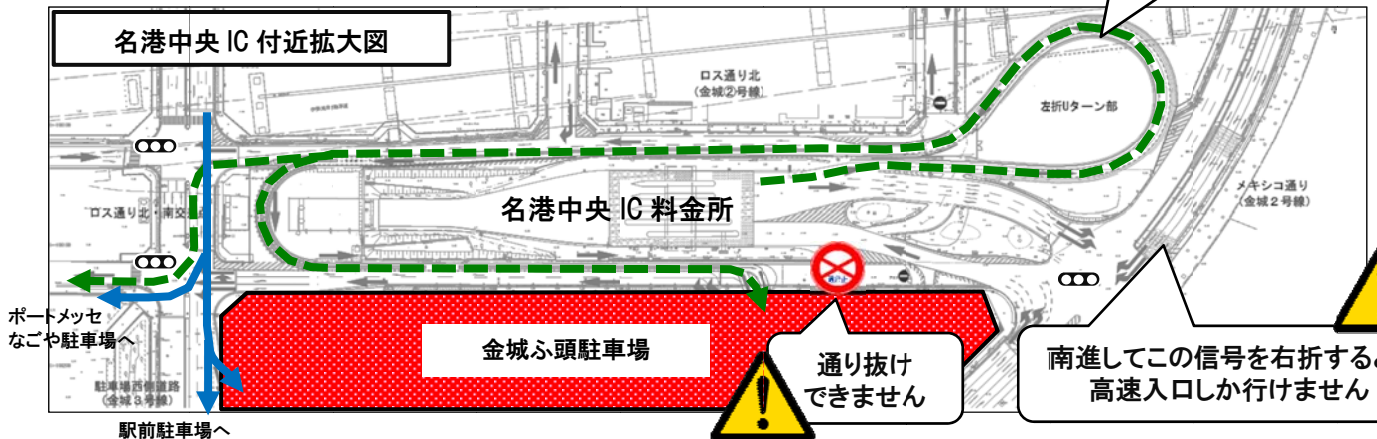 名港中央 IC 付近拡大図
ロス通り北
(金城②号線)
左折Uターン部
メキシコ通り
(金城２号線)
ロス通り北・南交
名港中央 IC 料金所
ポートメッセ
なごや駐車場へ
金城ふ頭駐車場
通り抜け
できません
南進してこの信号を右折する
高速入口しか行けません
駐車場西側道路
(金城３号線)
駅前駐車場へ